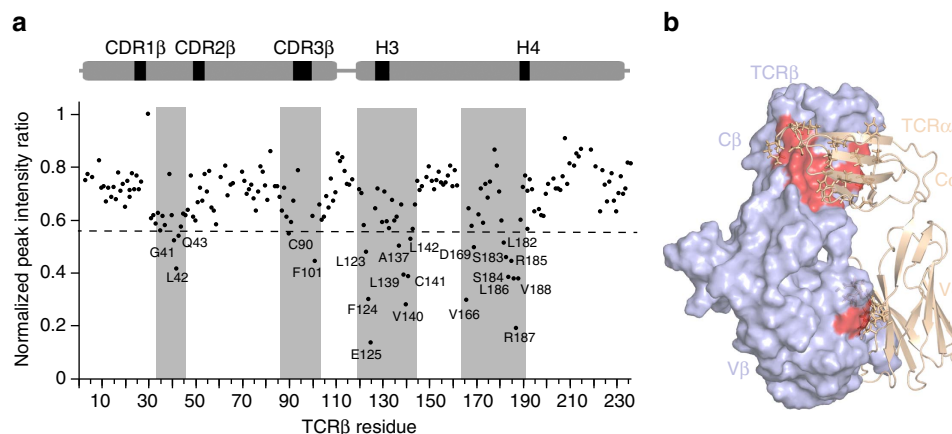 a
CDR1β CDR2β CDR3β H3 H4
Normalized peak intensity ratio
1
0.8
0.6
0.4
0.2
0
G41
L42
Q43
C90
F101
L123
F124
E125
A137
L139
V140
C141
L142
D169
V166
S183
S184
L186
L182
R185
V188
R187
10 30 50 70 90 110 130 150 170 190 210 230
TCRβ residue
b
TCRβ
Cβ
TCRα
Vβ